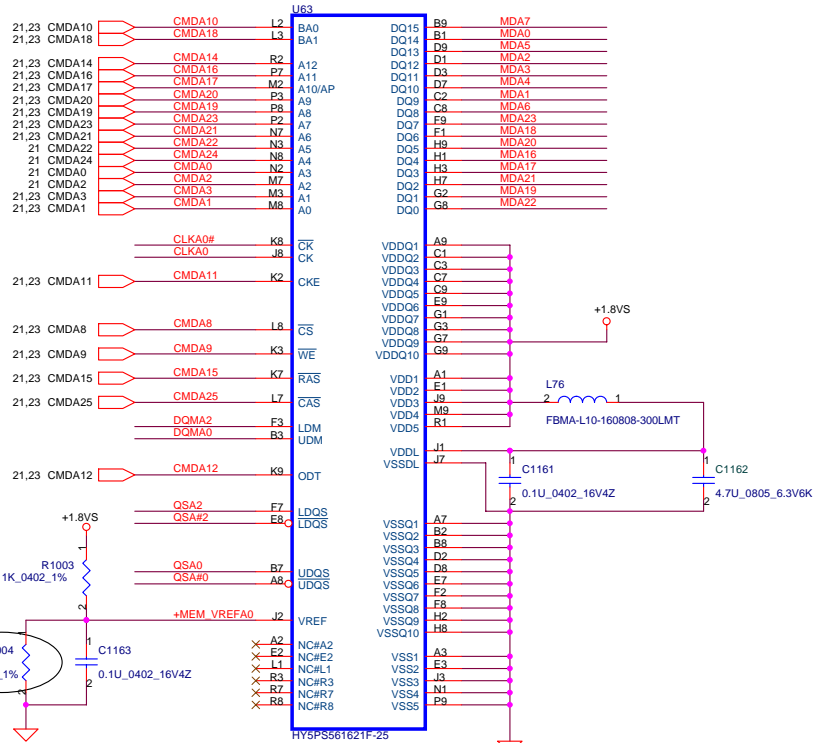 U63
21,23 CMDA10 CMDA10 L2 BA0 DQ15 B9 MDA7
21,23 CMDA18 CMDA18 L3 BA1 DQ14 B1 MDA0
DQ13 D9 MDA5
21,23 CMDA14 CMDA14 R2 A12 DQ12 D1 MDA2
21,23 CMDA16 CMDA16 P7 A11 DQ11 D3 MDA3
21,23 CMDA17 CMDA17 M2 A10/AP DQ10 D7 MDA4
21,23 CMDA20 CMDA20 P3 A9 DQ9 C2 MDA1
21,23 CMDA19 CMDA19 P8 A8 DQ8 C8 MDA6
21,23 CMDA23 CMDA23 P2 A7 DQ7 F9 MDA23
21,23 CMDA21 CMDA21 N7 A6 DQ6 F1 MDA18
21 CMDA22 CMDA22 N3 A5 DQ5 H9 MDA20
21 CMDA24 CMDA24 N8 A4 DQ4 H1 MDA16
21 CMDA0 CMDA0 N2 A3 DQ3 H3 MDA17
21 CMDA2 CMDA2 M7 A2 DQ2 H7 MDA21
21,23 CMDA3 CMDA3 M3 A1 DQ1 G2 MDA19
21,23 CMDA1 CMDA1 M8 A0 DQ0 G8 MDA22
CLKA0# K8 CK VDDQ1 A9
CLKA0 J8 CK VDDQ2 C1
VDDQ3 C3
21,23 CMDA11 CMDA11 K2 CKE VDDQ4 C7
VDDQ5 C9
VDDQ6 E9
VDDQ7 G1
+1.8VS
21,23 CMDA8 CMDA8 L8 CS VDDQ8 G3
VDDQ9 G7
21,23 CMDA9 CMDA9 K3 WE VDDQ10 G9
21,23 CMDA15 CMDA15 K7 RAS VDD1 A1
VDD2 E1
L76
21,23 CMDA25 CMDA25 L7 CAS VDD3 J9 2 1
VDD4 M9
FBMA-L10-160808-300LMT
DQMA2 F3 LDM VDD5 R1
DQMA0 B3 UDM
VDDL J1
VSSDL J7
21,23 CMDA12 CMDA12 K9 ODT
1 C1161 1 C1162
0.1U_0402_16V4Z 4.7U_0805_6.3V6K
2 2
QSA2 F7 LDQS
QSA#2 E8 LDQS VSSQ1 A7
VSSQ2 B2
VSSQ3 B8
VSSQ4 D2
QSA0 B7 UDQS VSSQ5 D8
QSA#0 A8 UDQS VSSQ6 E7
VSSQ7 F2
VSSQ8 F8
+MEM_VREFA0 J2 VREF VSSQ9 H2
VSSQ10 H8
+1.8VS
1
R1003
1K_0402_1%
2
A2 NC#A2
E2 NC#E2 VSS1 A3
L1 NC#L1 VSS2 E3
R3 NC#R3 VSS3 J3
R7 NC#R7 VSS4 N1
R8 NC#R8 VSS5 P9
004
_1%
2
1
C1163
0.1U_0402_16V4Z
2
HY5PS561621F-25